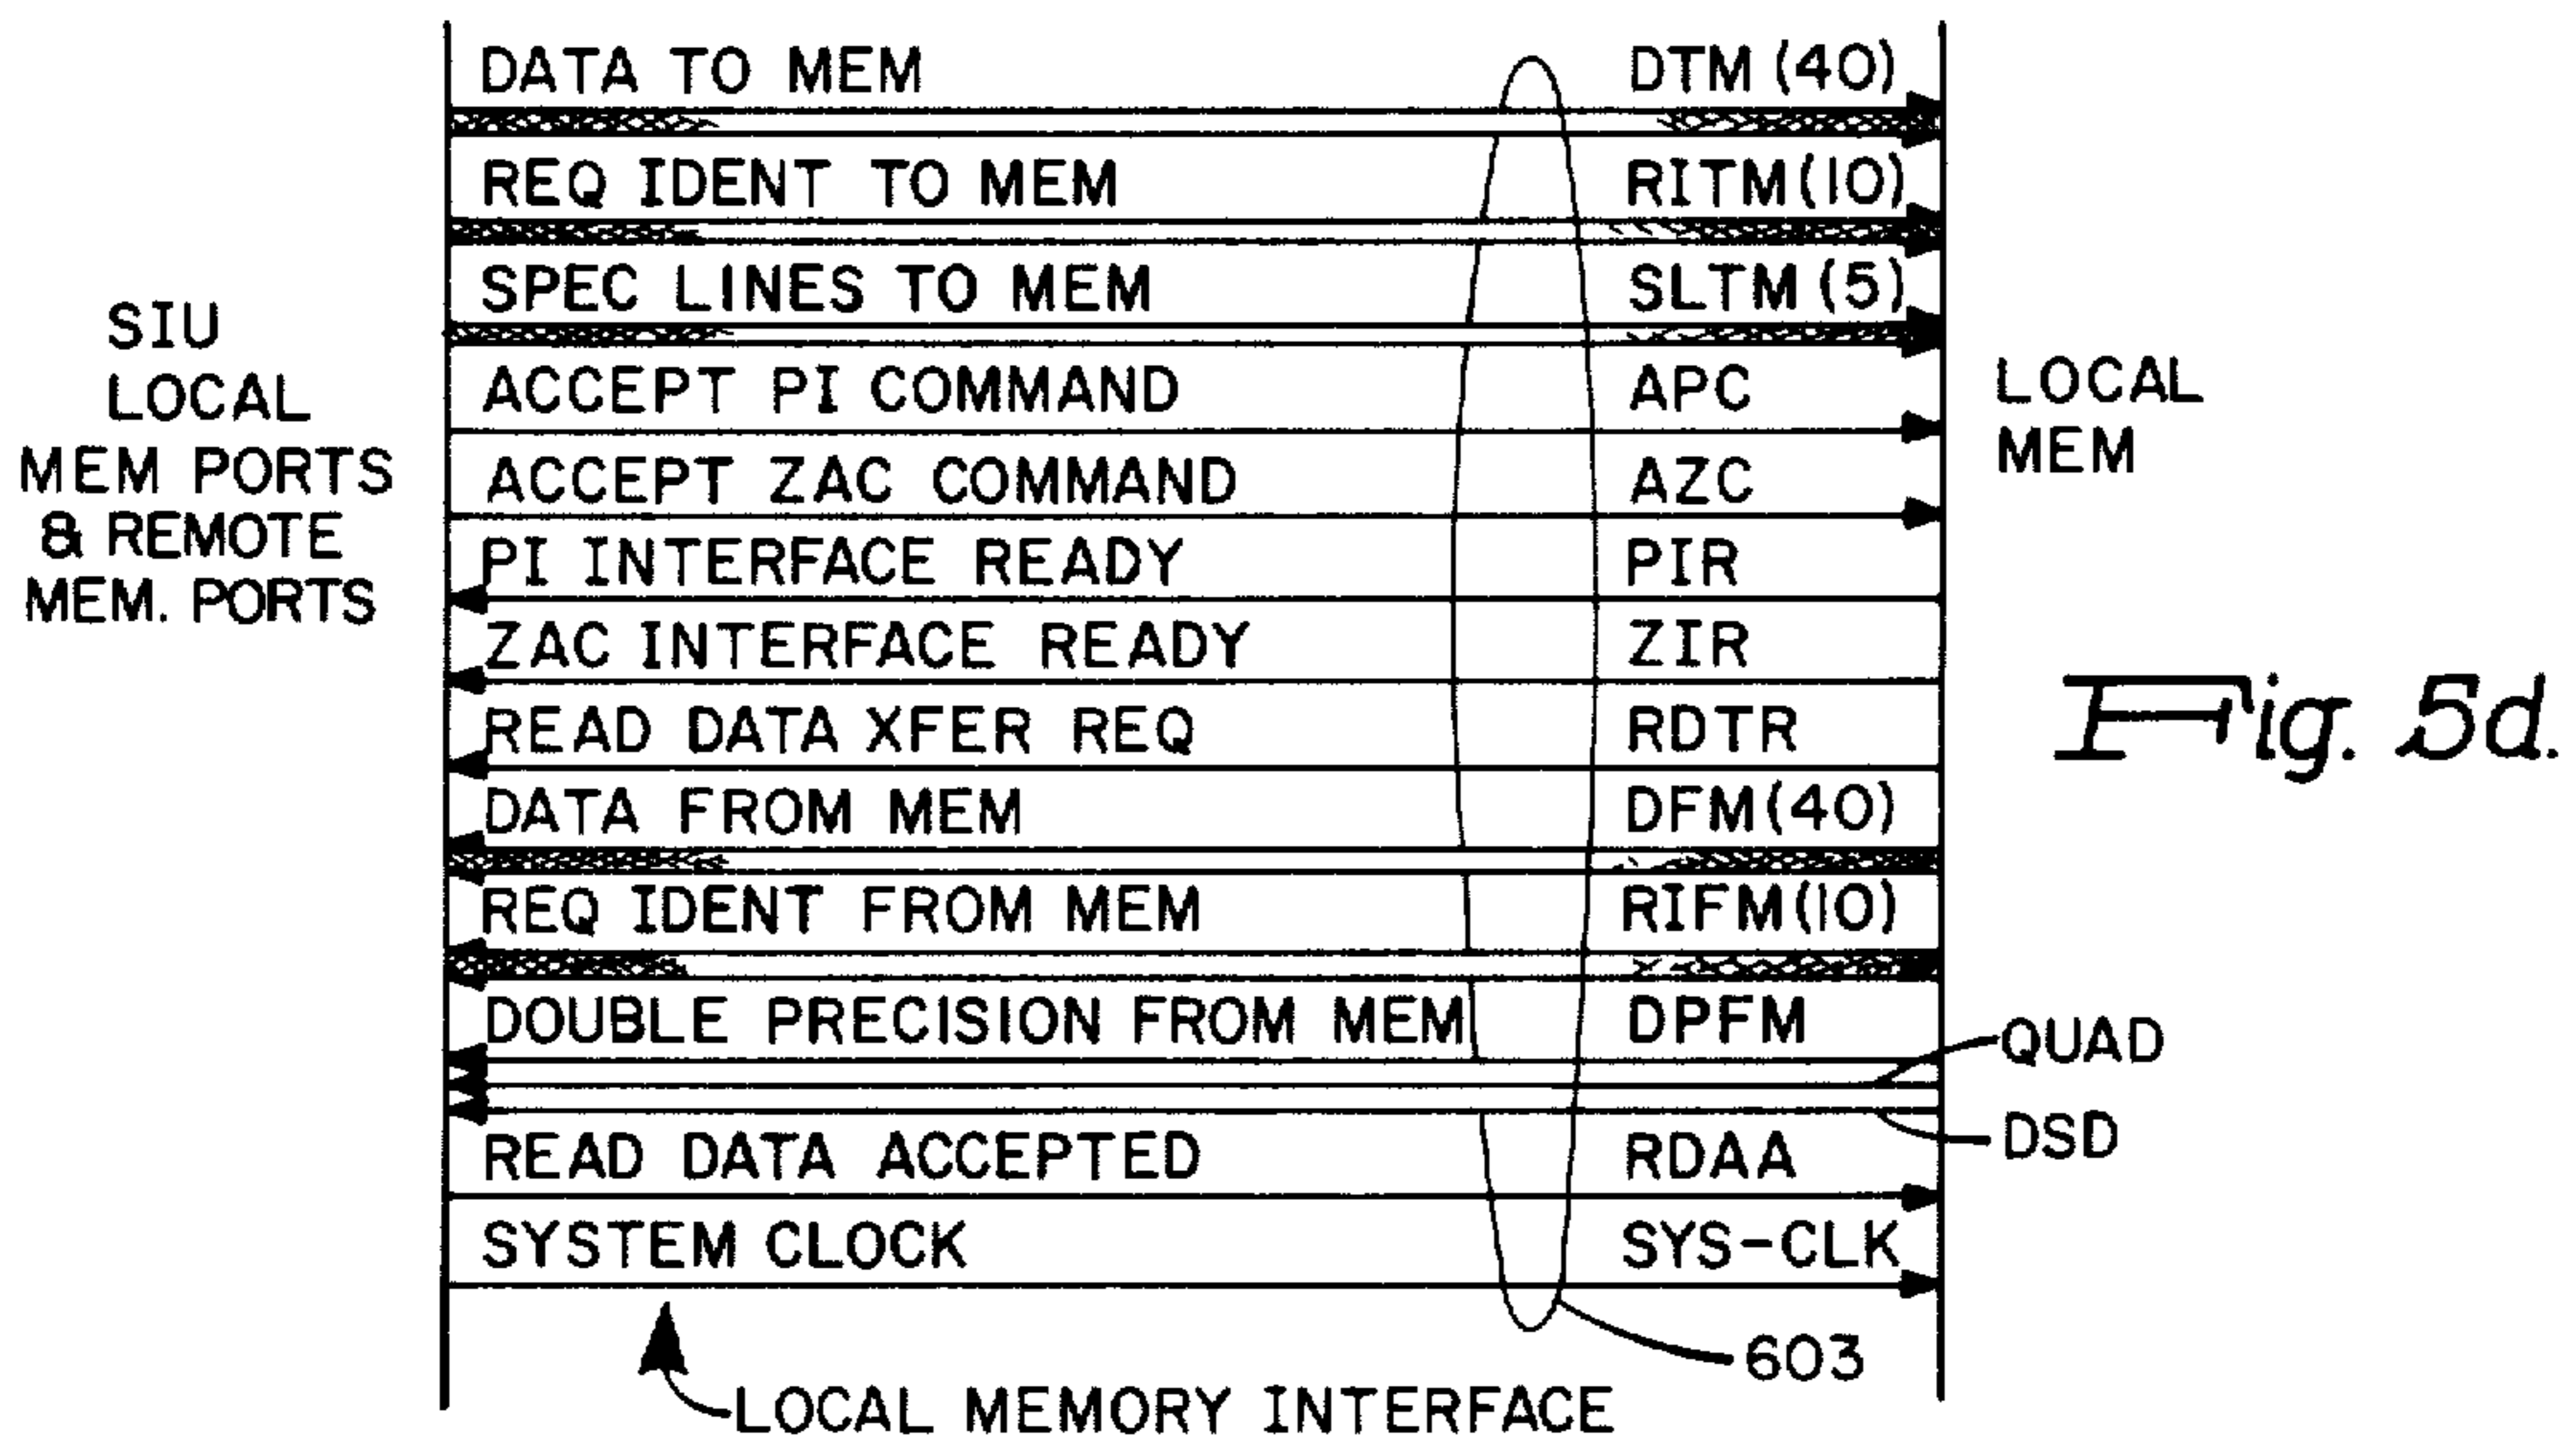 DATA TO MEM DTM (40)
REQ IDENT TO MEM RITM (10)
SPEC LINES TO MEM SLTM (5)
ACCEPT PI COMMAND APC
ACCEPT ZAC COMMAND AZC
PI INTERFACE READY PIR
ZAC INTERFACE READY ZIR
READ DATA XFER REQ RDTR
DATA FROM MEM DFM (40)
REQ IDENT FROM MEM RIFM (10)
DOUBLE PRECISION FROM MEM DPFM
QUAD
DSD
READ DATA ACCEPTED RDAA
SYSTEM CLOCK SYS-CLK
603
LOCAL MEMORY INTERFACE
SIU
LOCAL
MEM PORTS
& REMOTE
MEM. PORTS
LOCAL
MEM
Fig. 5d.